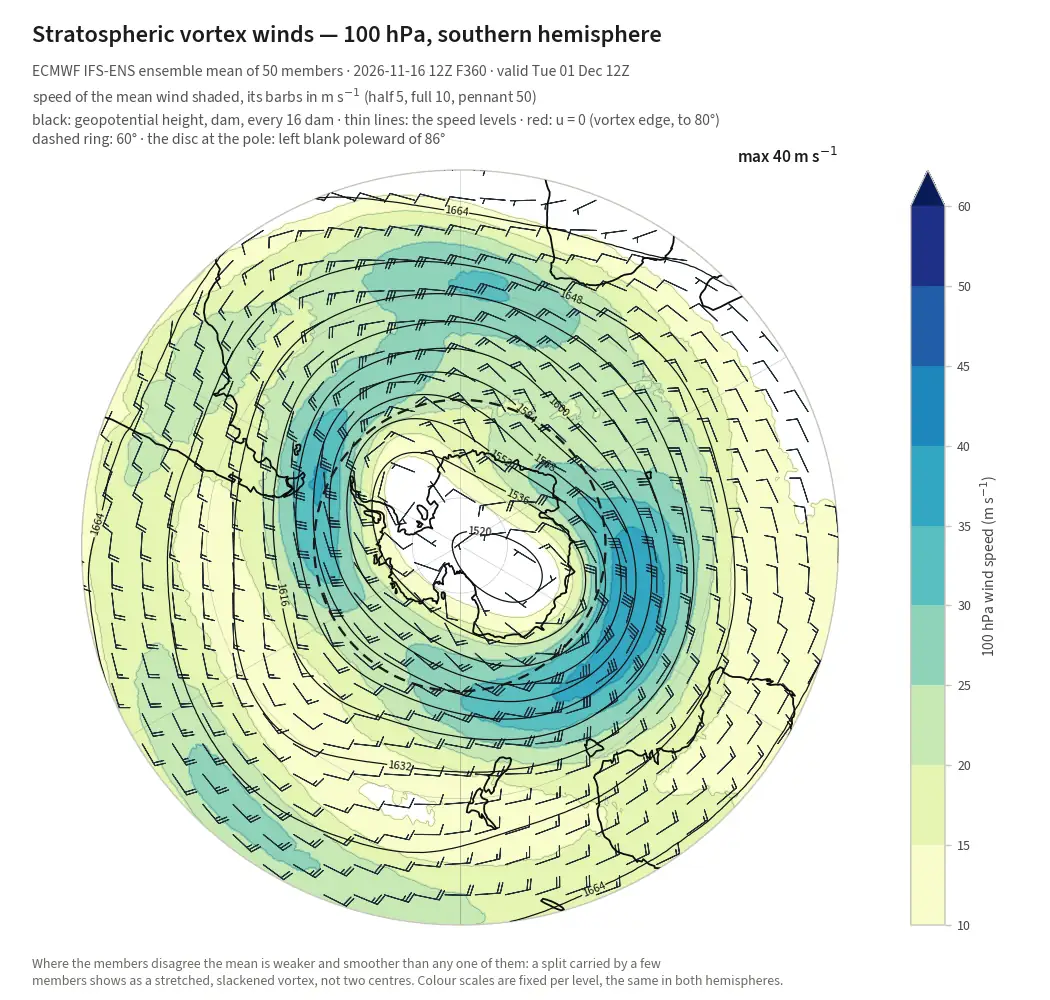 Stratospheric vortex winds — 100 hPa, southern hemisphere
ECMWF IFS-ENS ensemble mean of 50 members · 2026-11-16 12Z F360 · valid Tue 01 Dec 12Z
speed of the mean wind shaded, its barbs in m s⁻¹ (half 5, full 10, pennant 50)
black: geopotential height, dam, every 16 dam · thin lines: the speed levels · red: u = 0 (vortex edge, to 80°)
dashed ring: 60° · the disc at the pole: left blank poleward of 86°
max 40 m s⁻¹
1664
1648
1600
1584
1552
1568
1536
1520
1664
1616
1632
1664
60
50
45
40
35
30
25
20
15
10
100 hPa wind speed (m s⁻¹)
Where the members disagree the mean is weaker and smoother than any one of them: a split carried by a few
members shows as a stretched, slackened vortex, not two centres. Colour scales are fixed per level, the same in both hemispheres.